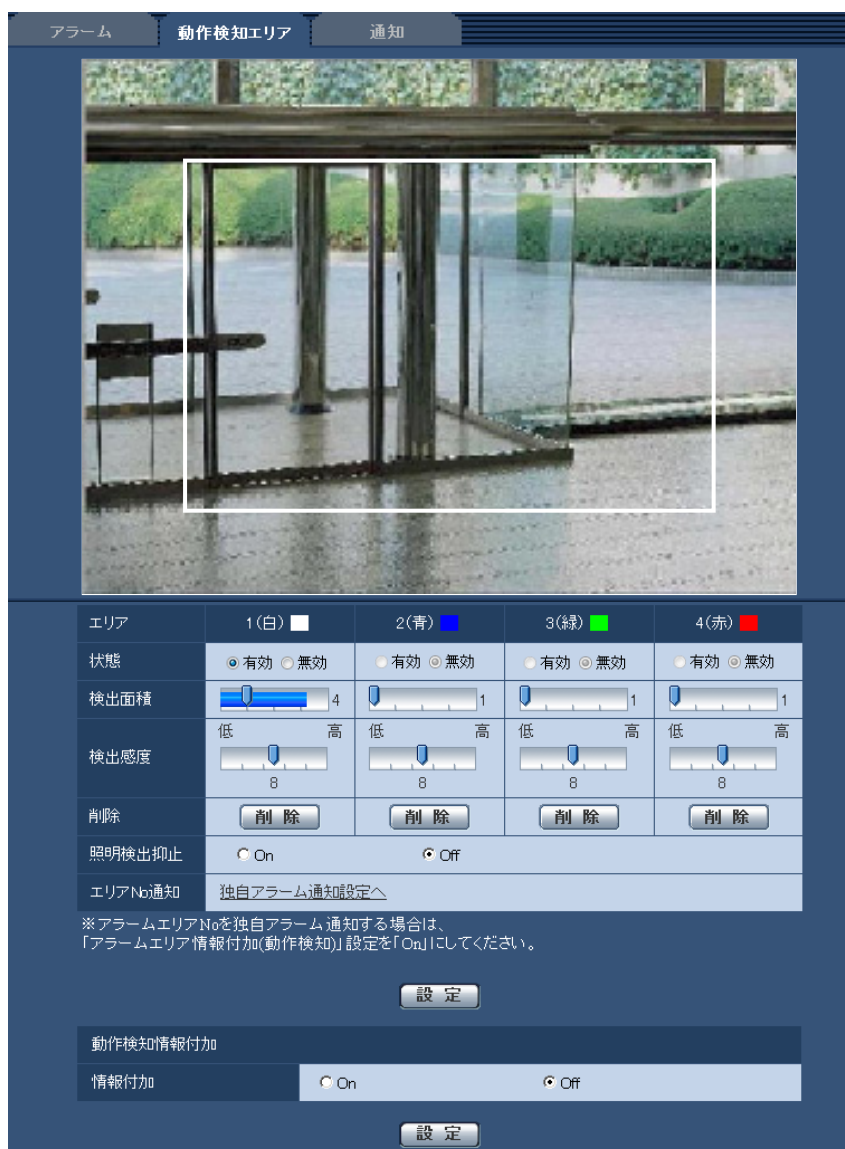 アラーム 動作検知エリア 通知
エリア 1(白) 2(青) 3(緑) 4(赤)
状態 有効 無効 有効 無効 有効 無効 有効 無効
検出面積 4 1 1 1
低 高 低 高 低 高 低 高
検出感度
8 8 8 8
削除 削除 削除 削除 削除
照明検出抑止 On Off
エリアNo通知 独自アラーム通知設定へ
※アラームエリアNoを独自アラーム通知する場合は、
「アラームエリア情報付加(動作検知)」設定を「On」にしてください。
設定
動作検知情報付加
情報付加 On Off
設定